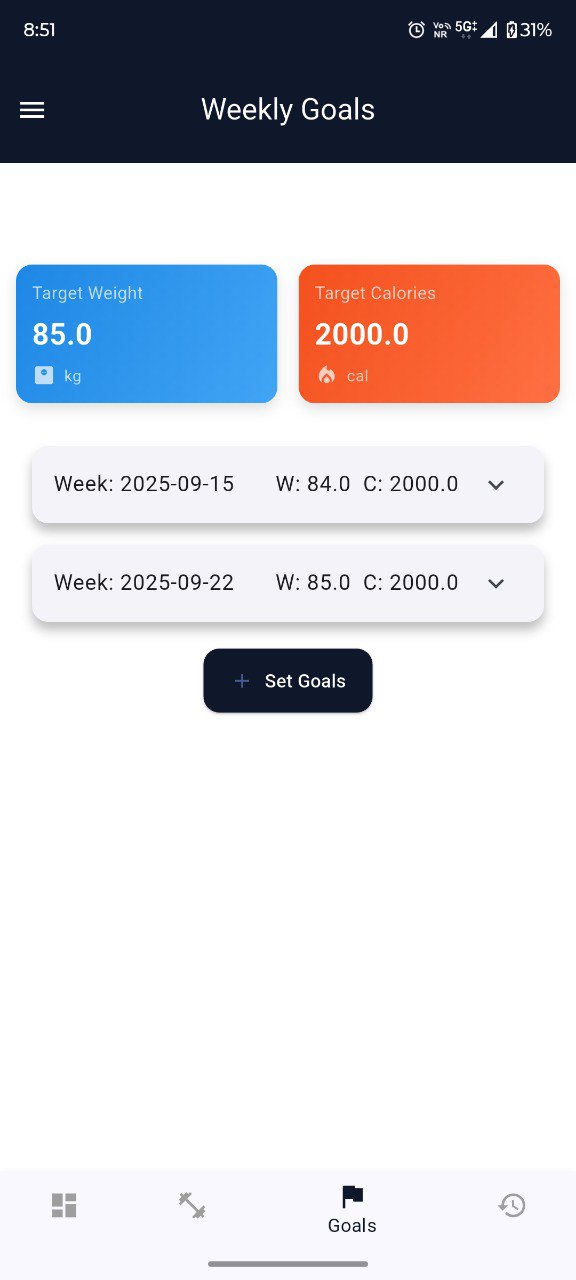 8:51
Vo NR 5G 31%
Weekly Goals
Target Weight
Target Calories
85.0
2000.0
kg
cal
Week: 2025-09-15 W: 84.0 C: 2000.0
Week: 2025-09-22 W: 85.0 C: 2000.0
+ Set Goals
Goals